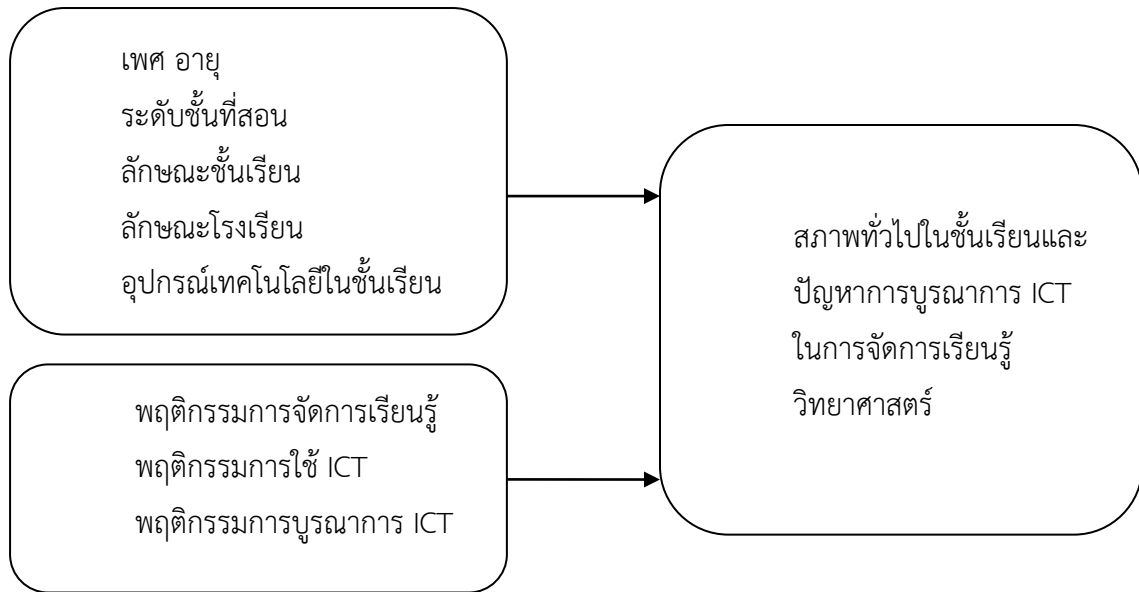 เพศ อายุ
ระดับชั้นที่สอน
ลักษณะชั้นเรียน
ลักษณะโรงเรียน
อุปกรณ์เทคโนโลยีในชั้นเรียน
พฤติกรรมการจัดการเรียนรู้
พฤติกรรมการใช้ ICT
พฤติกรรมการบูรณาการ ICT
สภาพทั่วไปในชั้นเรียนและ
ปัญหาการบูรณาการ ICT
ในการจัดการเรียนรู้
วิทยาศาสตร์